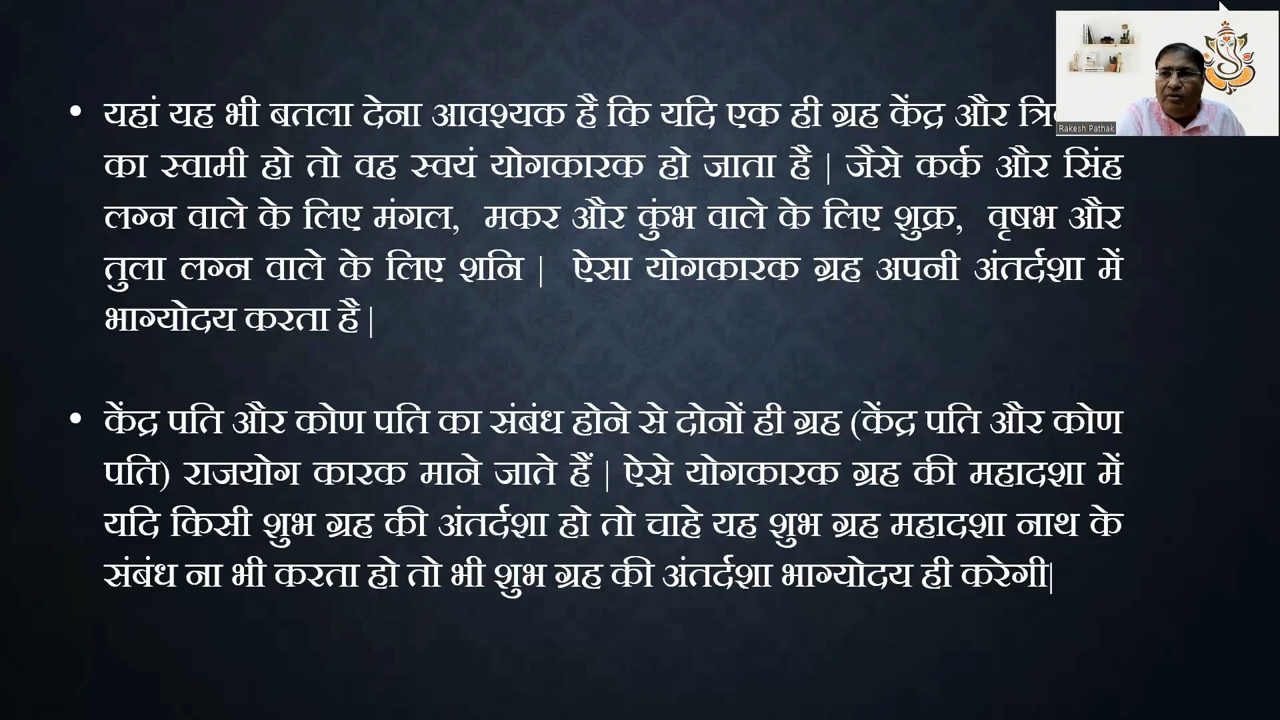 • यहां यह भी बतला देना आवश्यक है कि यदि एक ही ग्रह केंद्र और
Rakesh Pathak
का स्वामी हो तो वह स्वयं योगकारक हो जाता है | जैसे कर्क और सिंह
लग्न वाले के लिए मंगल, मकर और कुंभ वाले के लिए शुक्र, वृषभ और
तुला लग्न वाले के लिए शनि | ऐसा योगकारक ग्रह अपनी अंतर्दशा में
भाग्योदय करता है |
• केंद्र पति और कोण पति का संबंध होने से दोनों ही ग्रह (केंद्र पति और कोण
पति) राजयोग कारक माने जाते हैं | ऐसे योगकारक ग्रह की महादशा में
यदि किसी शुभ ग्रह की अंतर्दशा हो तो चाहे यह शुभ ग्रह महादशा नाथ के
संबंध ना भी करता हो तो भी शुभ ग्रह की अंतर्दशा भाग्योदय ही करेगी|